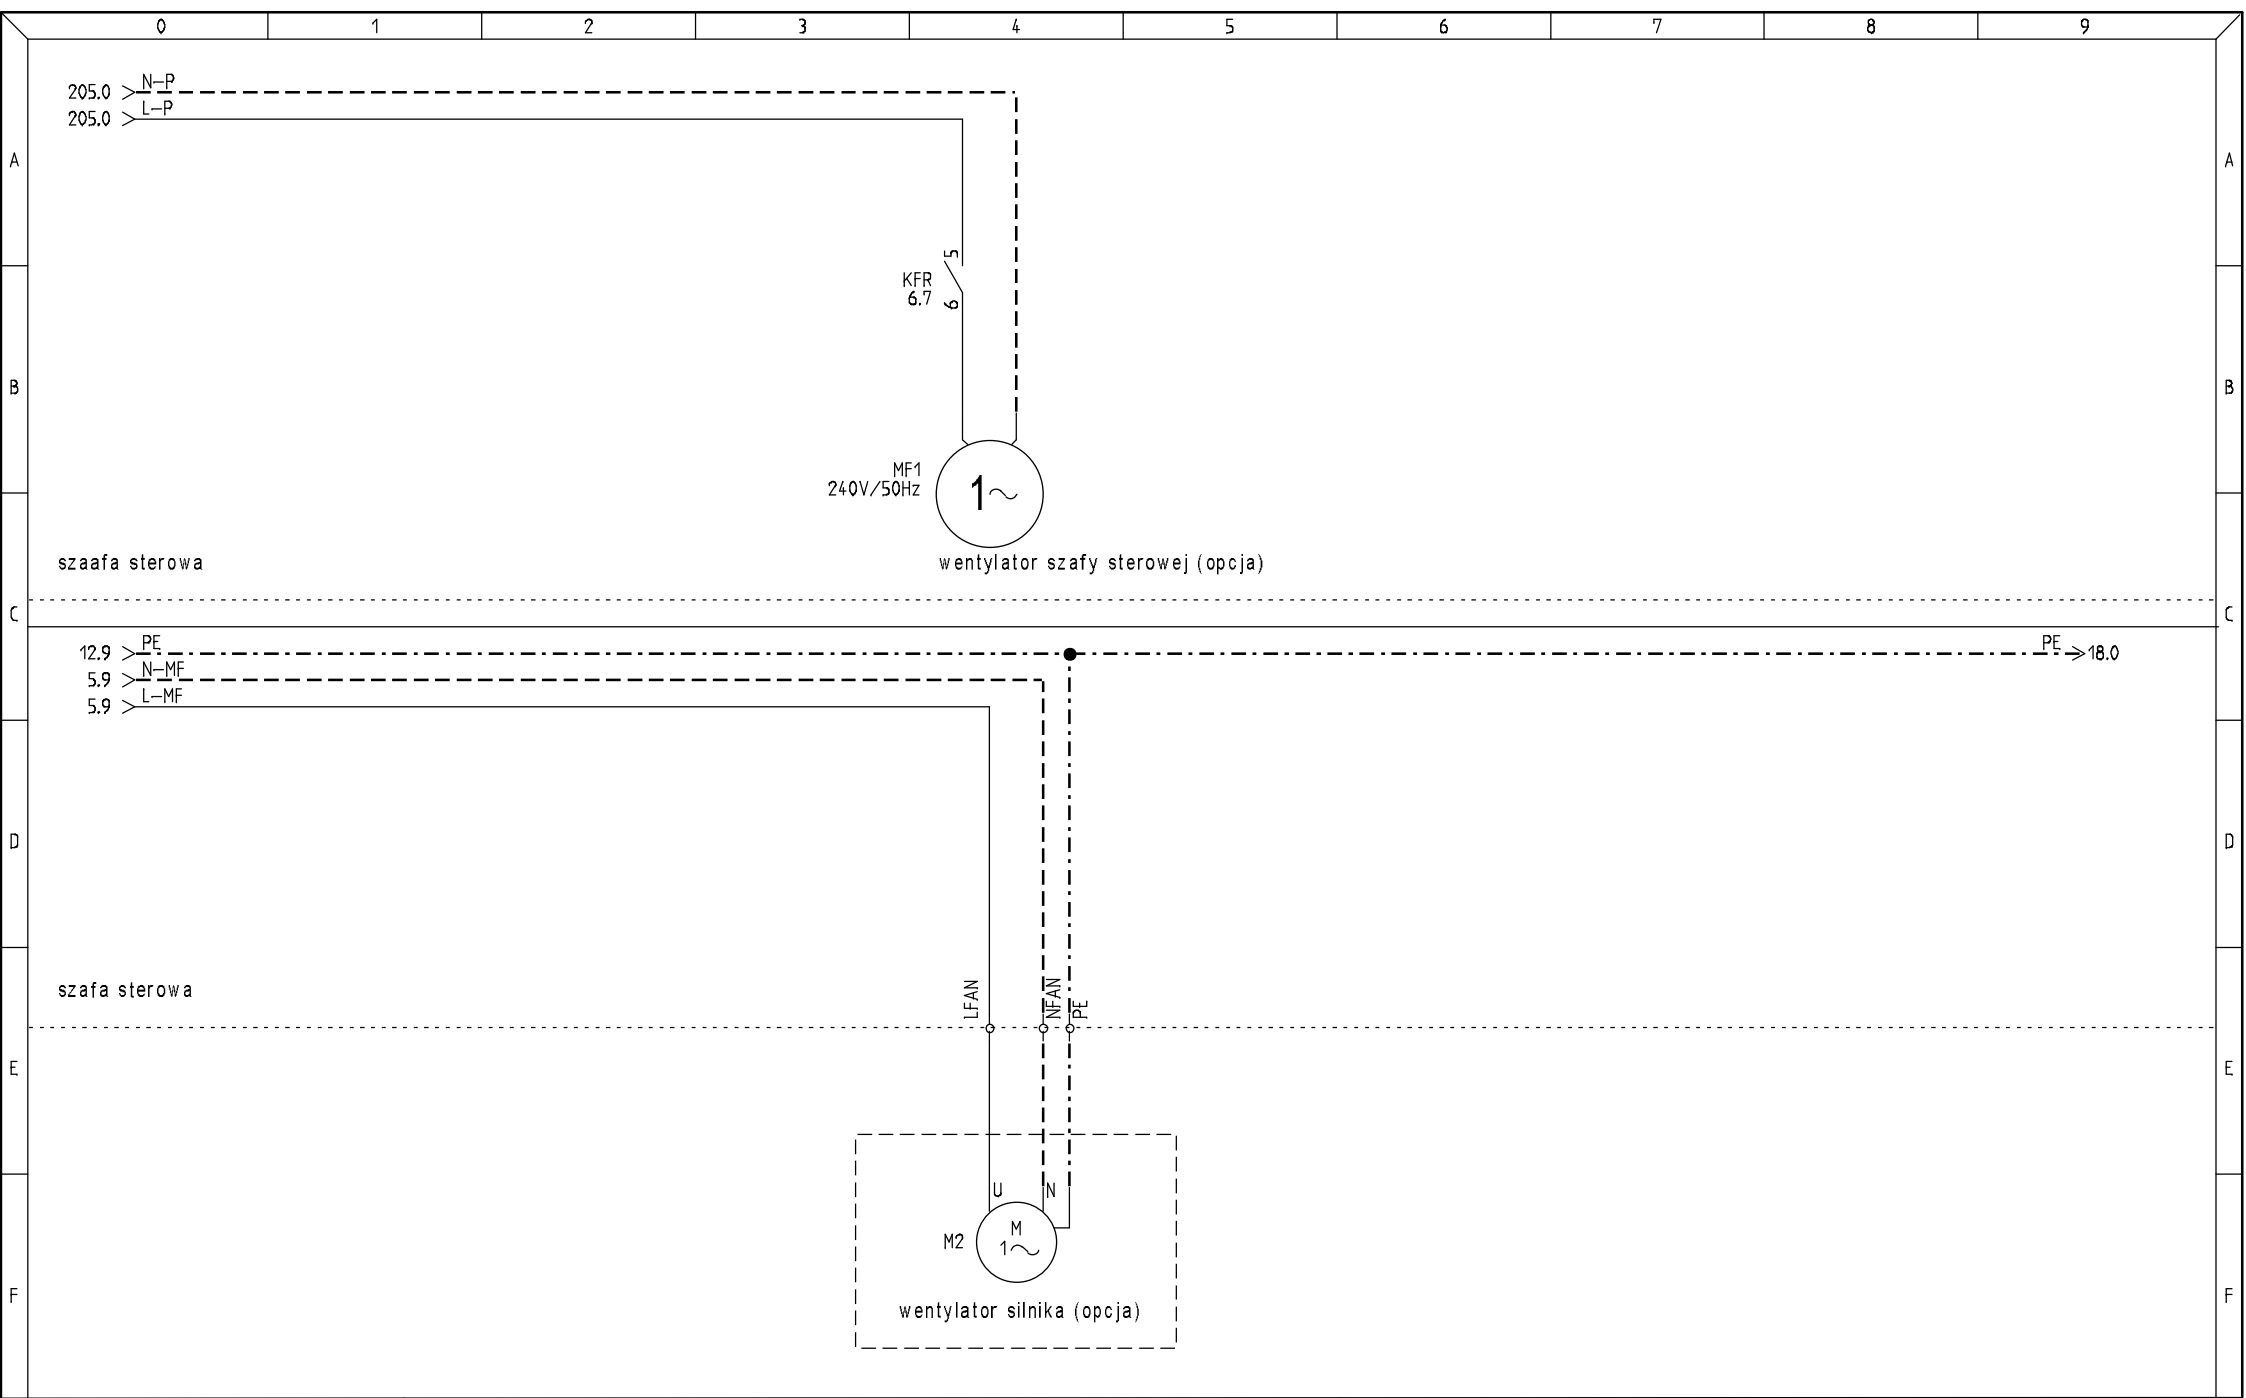 0 1 2 3 4 5 6 7 8 9
205.0 N-P
205.0 L-P
A A
5
KFR
6.7 6
B B
MF1
240V/50Hz 1~
szaafa sterowa wentylator szafy sterowej (opcja)
C C
12.9 PE PE 18.0
5.9 N-MF
5.9 L-MF
D D
szafa sterowa LFAN NFAN PE
E E
U N
M2 M
1~
F F
wentylator silnika (opcja)